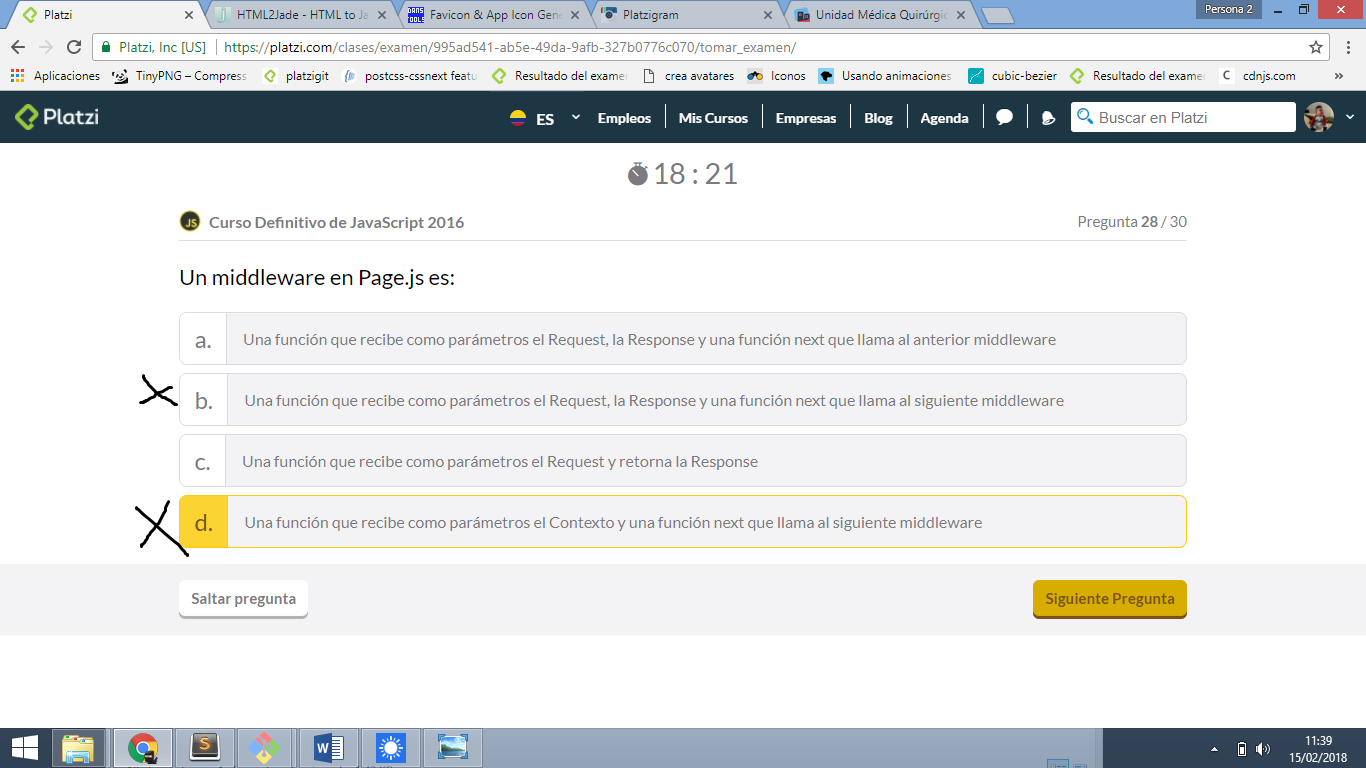 Platzi
HTML2Jade - HTML to Ja
Favicon & App Icon Gene
Platzigram
Unidad Médica Quirúrgic
Persona 2
Platzi, Inc [US]
https://platzi.com/clases/examen/995ad541-ab5e-49da-9afb-327b0776c070/tomar_examen/
Aplicaciones
TinyPNG – Compress
platzigit
postcss-cssnext featu
Resultado del examen
crea avatares
Iconos
Usando animaciones
cubic-bezier
Resultado del examen
cdnjs.com
»
Platzi
ES
Empleos
Mis Cursos
Empresas
Blog
Agenda
Buscar en Platzi
18 : 21
JS
Curso Definitivo de JavaScript 2016
Pregunta 28 / 30
Un middleware en Page.js es:
a. Una función que recibe como parámetros el Request, la Response y una función next que llama al anterior middleware
b. Una función que recibe como parámetros el Request, la Response y una función next que llama al siguiente middleware
c. Una función que recibe como parámetros el Request y retorna la Response
d. Una función que recibe como parámetros el Contexto y una función next que llama al siguiente middleware
Saltar pregunta
Siguiente Pregunta
11:39
15/02/2018